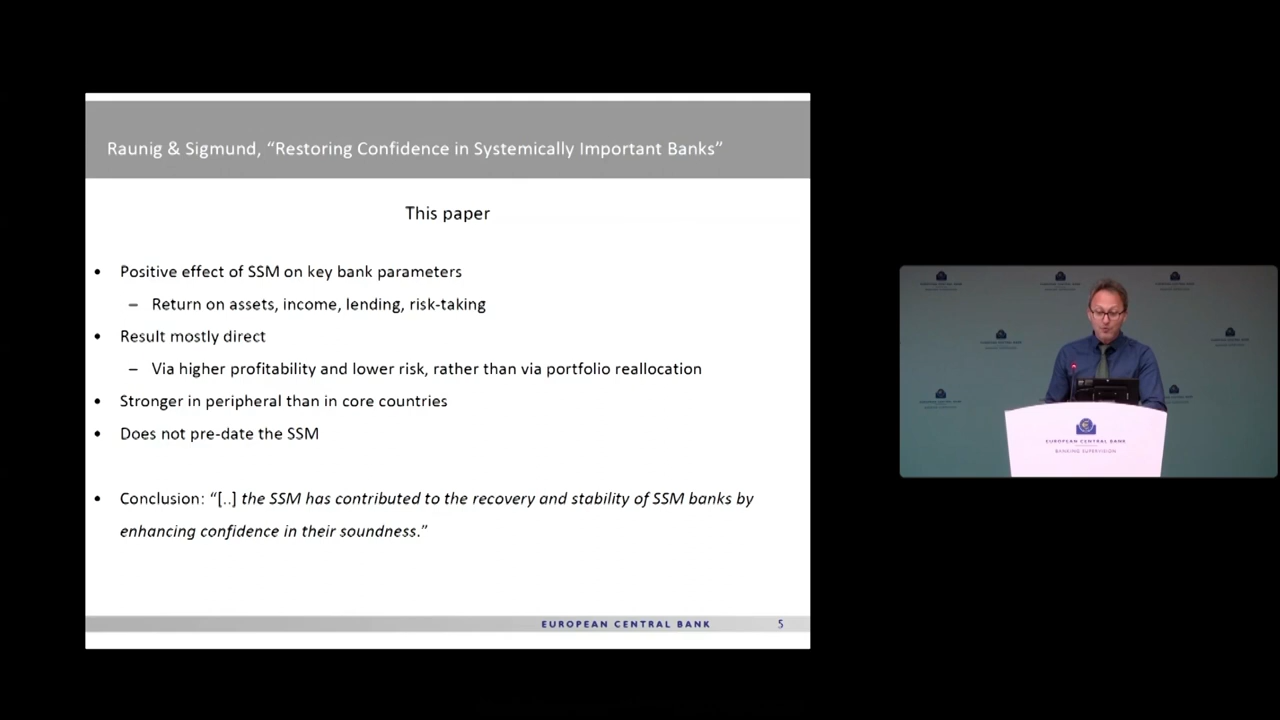 Raunig & Sigmund, “Restoring Confidence in Systemically Important Banks”
This paper
• Positive effect of SSM on key bank parameters
– Return on assets, income, lending, risk-taking
• Result mostly direct
– Via higher profitability and lower risk, rather than via portfolio reallocation
• Stronger in peripheral than in core countries
• Does not pre-date the SSM
• Conclusion: “[..] the SSM has contributed to the recovery and stability of SSM banks by
enhancing confidence in their soundness.”
EUROPEAN CENTRAL BANK 5
EUROPEAN CENTRAL BANK
BANKING SUPERVISION